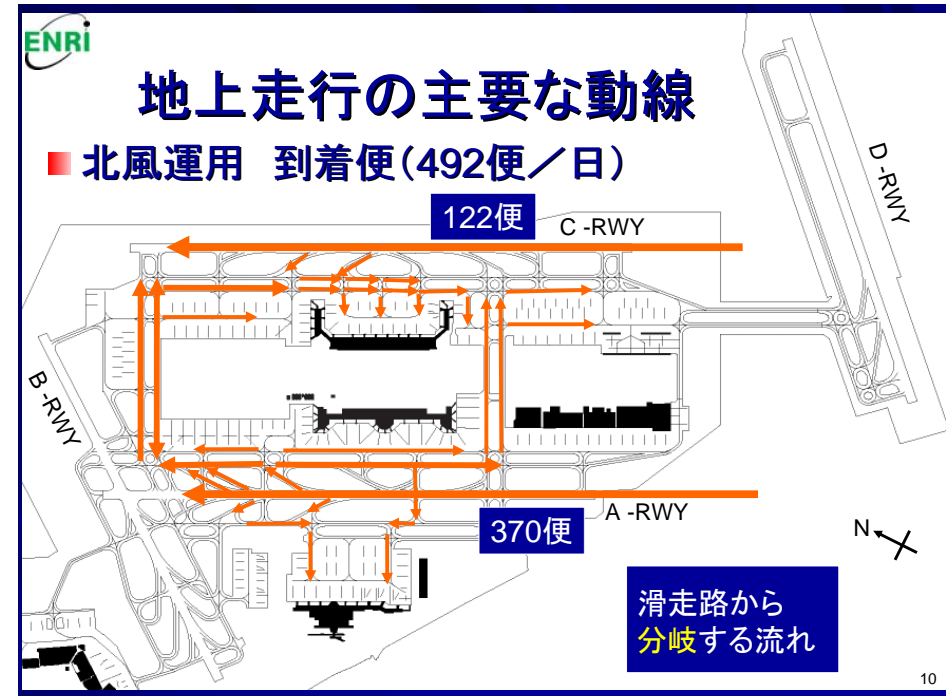 ENRI
地上走行の主要な動線
北風運用 到着便(492便／日)
122便
C -RWY
D -RWY
B -RWY
A -RWY
370便
N
滑走路から
分岐する流れ
10